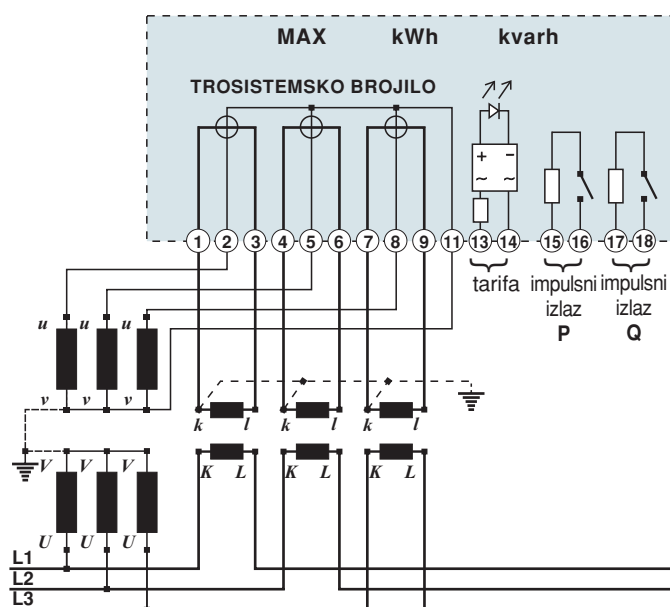 MAX kWh kvarh
TROSISTEMSKO BROJILO
+ −
~ ~
1 2 3 4 5 6 7 8 9 11 13 14 15 16 17 18
tarifa impulsni impulsni
izlaz izlaz
P Q
u u u
v v v
k l k l k l
K L K L K L
V V V
U U U
L1
L2
L3